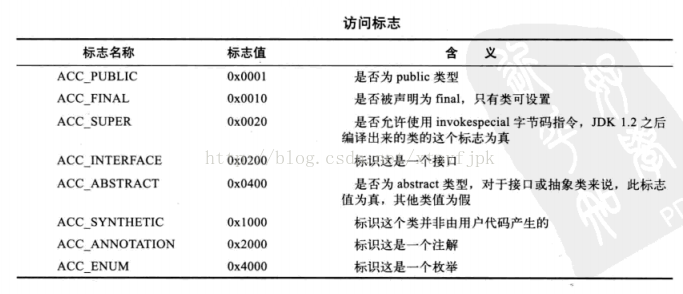 访问标志
标志名称 标志值 含 义
ACC_PUBLIC 0x0001 是否为 public 类型
ACC_FINAL 0x0010 是否被声明为 final，只有类可设置
ACC_SUPER 0x0020 是否允许使用 invokespecial 字节码指令，JDK 1.2 之后
编译出来的类的这个标志为真
ACC_INTERFACE 0x0200 标识这是一个接口
ACC_ABSTRACT 0x0400 是否为 abstract 类型，对于接口或抽象类来说，此标志
值为真，其他类值为假
ACC_SYNTHETIC 0x1000 标识这个类并非由用户代码产生的
ACC_ANNOTATION 0x2000 标识这是一个注解
ACC_ENUM 0x4000 标识这是一个枚举